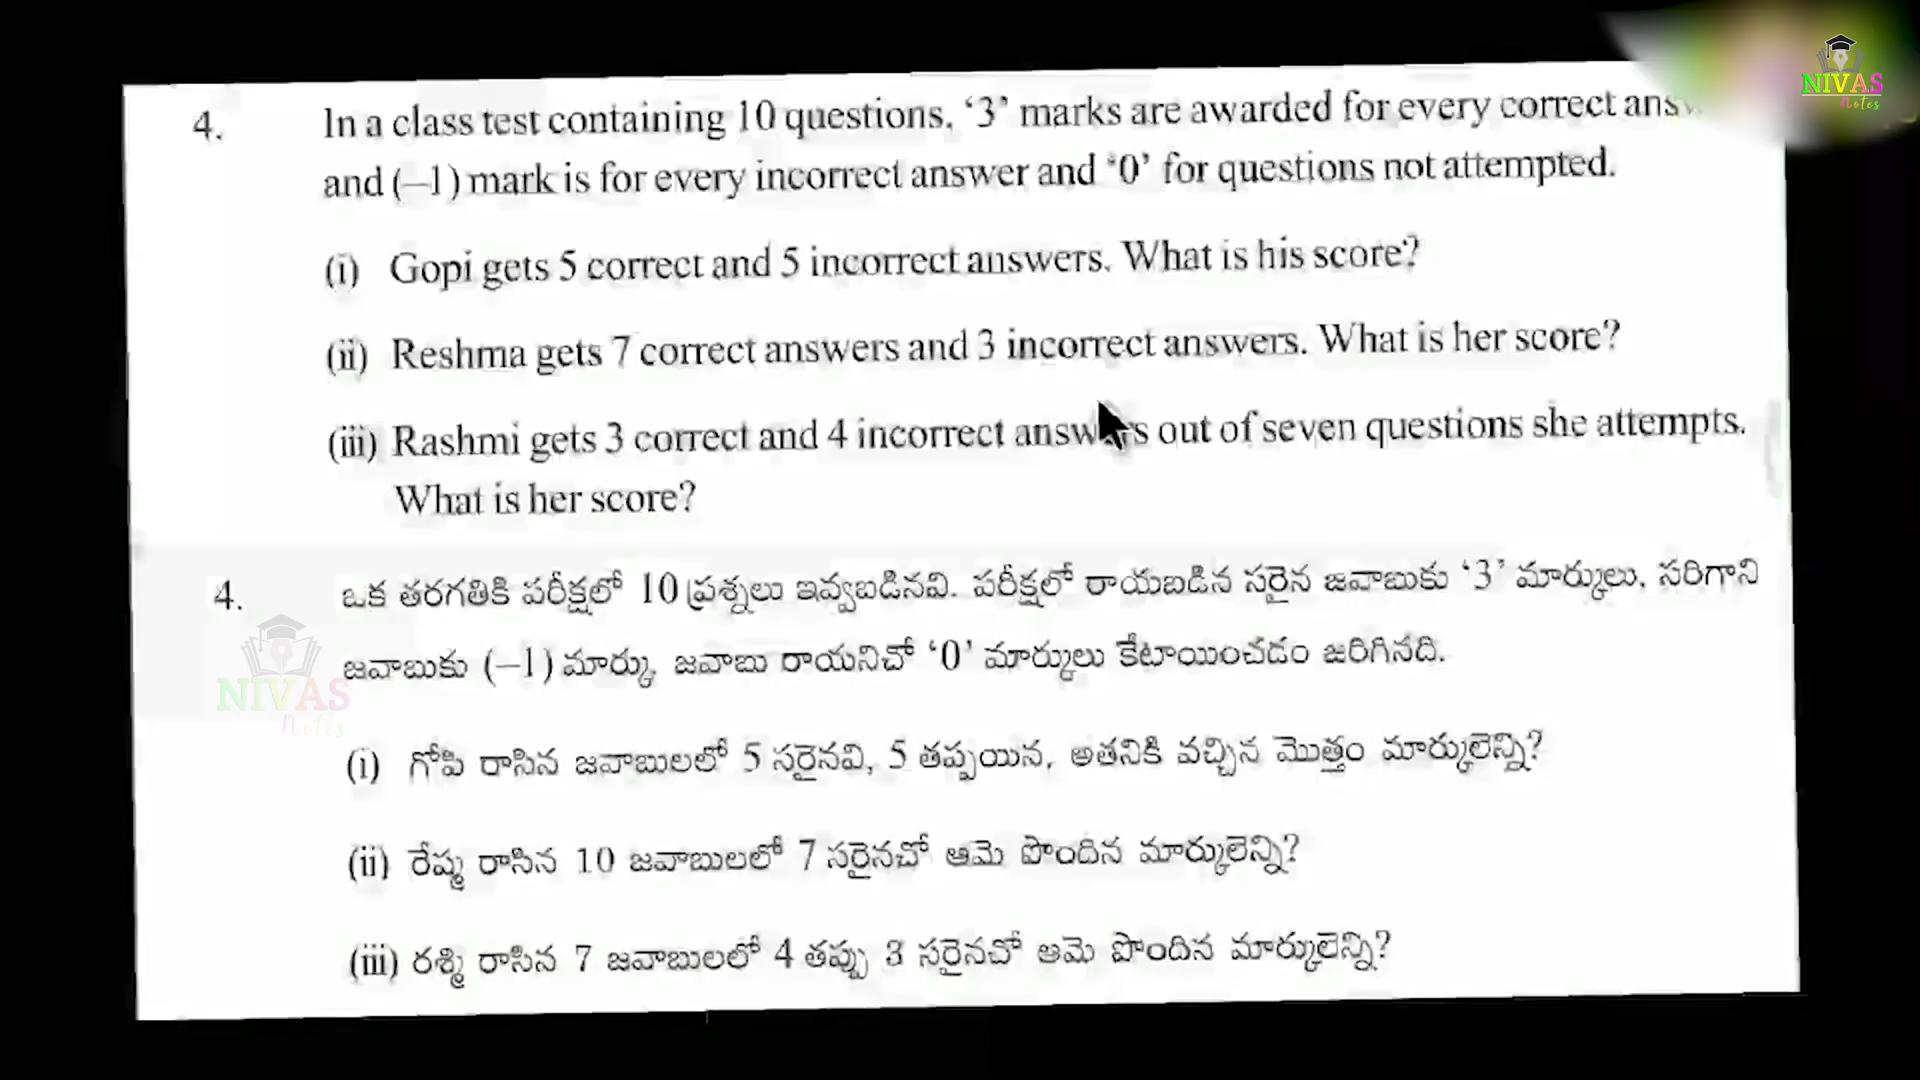 NIVAS
Notes
4. In a class test containing 10 questions, ‘3’ marks are awarded for every correct
and (–1) mark is for every incorrect answer and ‘0’ for questions not attempted.
(i) Gopi gets 5 correct and 5 incorrect answers. What is his score?
(ii) Reshma gets 7 correct answers and 3 incorrect answers. What is her score?
(iii) Rashmi gets 3 correct and 4 incorrect answers out of seven questions she attempts.
What is her score?
4. ఒక తరగతికి పరీక్షలో 10 ప్రశ్నలు ఇవ్వబడినవి. పరీక్షలో రాయబడిన సరైన జవాబుకు ‘3’ మార్కులు, సరిగాని
జవాబుకు (–1) మార్కు, జవాబు రాయనిచో ‘0’ మార్కులు కేటాయించడం జరిగినది.
NIVAS
Notes
(i) గోపి రాసిన జవాబులలో 5 సరైనవి, 5 తప్పయిన, అతనికి వచ్చిన మొత్తం మార్కులెన్ని?
(ii) రేష్మ రాసిన 10 జవాబులలో 7 సరైనచో ఆమె పొందిన మార్కులెన్ని?
(iii) రశ్మి రాసిన 7 జవాబులలో 4 తప్పు 3 సరైనచో ఆమె పొందిన మార్కులెన్ని?